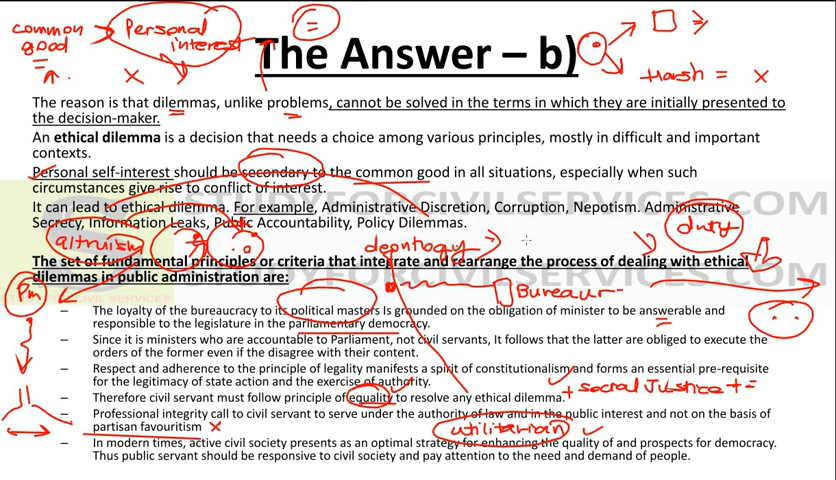 common good
Personal interest
=
The Answer – b)
harsh = x
x
The reason is that dilemmas, unlike problems, cannot be solved in the terms in which they are initially presented to
the decision-maker.
An ethical dilemma is a decision that needs a choice among various principles, mostly in difficult and important
contexts.
Personal self-interest should be secondary to the common good in all situations, especially when such
circumstances give rise to conflict of interest.
It can lead to ethical dilemma. For example, Administrative Discretion, Corruption, Nepotism. Administrative
Secrecy, Information Leaks, Public Accountability, Policy Dilemmas.
STUDYFORCIVILSERVICES.COM
altruism
duty
The set of fundamental principles or criteria that integrate and rearrange the process of dealing with ethical
dilemmas in public administration are:
STUDYFORCIVILSERVICES.COM
Pm
Bureaur-
– The loyalty of the bureaucracy to its political masters Is grounded on the obligation of minister to be answerable and
responsible to the legislature in the parliamentary democracy.
– Since it is ministers who are accountable to Parliament, not civil servants, It follows that the latter are obliged to execute the
orders of the former even if the disagree with their content.
– Respect and adherence to the principle of legality manifests a spirit of constitutionalism and forms an essential pre-requisite
for the legitimacy of state action and the exercise of authority.
– Therefore civil servant must follow principle of equality to resolve any ethical dilemma.
+ social Justice + =
– Professional integrity call to civil servant to serve under the authority of law and in the public interest and not on the basis of
partisan favouritism x
utilitarian
– In modern times, active civil society presents as an optimal strategy for enhancing the quality of and prospects for democracy.
Thus public servant should be responsive to civil society and pay attention to the need and demand of people.